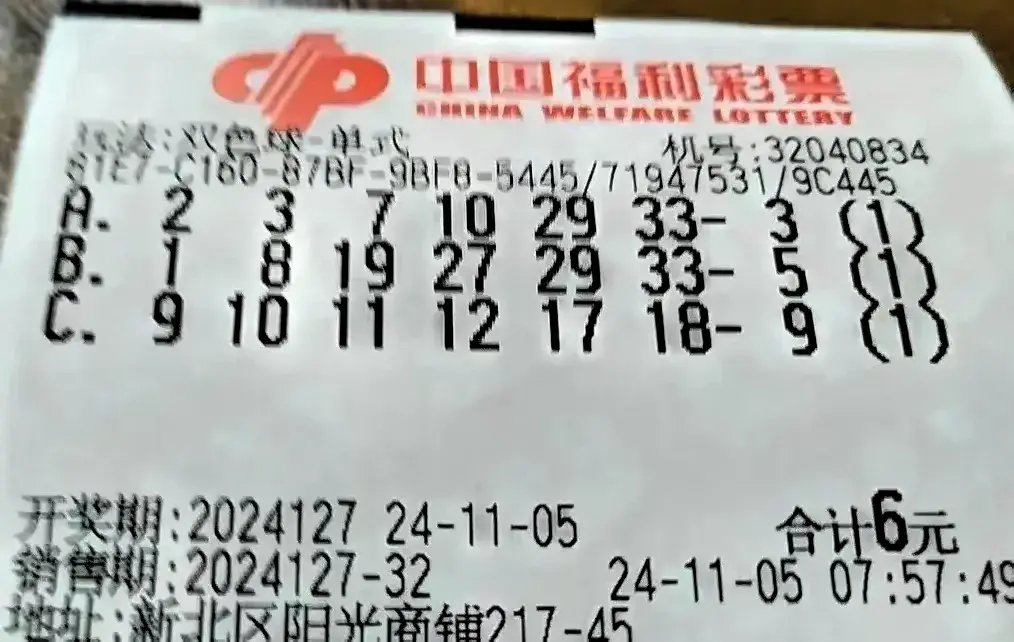 中国福利彩票
CHINA WELFARE LOTTERY
玩法:双色球-单式 机号:32040834
81E7-C160-B7BF-9BF8-5445/71947531/9C445
A. 2 3 7 10 29 33- 3 (1)
B. 1 8 19 27 29 33- 5 (1)
C. 9 10 11 12 17 18- 9 (1)
开奖期:2024127 24-11-05 合计6元
销售期:2024127-32 24-11-05 07:57:49
地址:新北区阳光商铺217-45